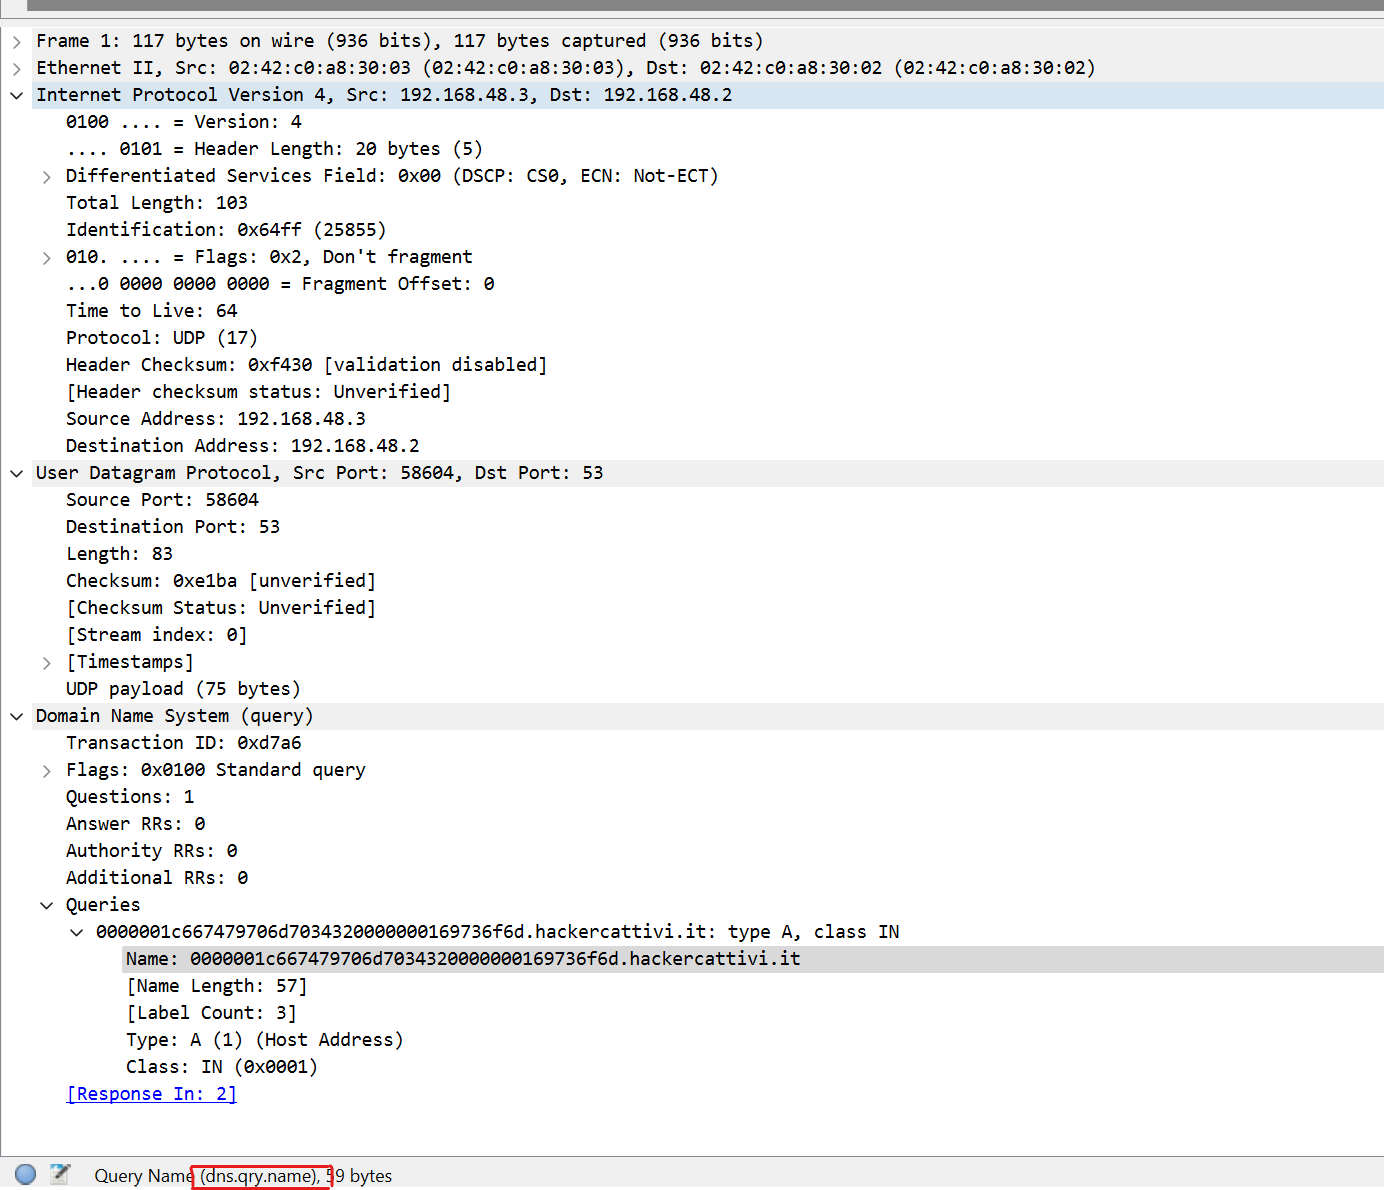 Frame 1: 117 bytes on wire (936 bits), 117 bytes captured (936 bits)
Ethernet II, Src: 02:42:c0:a8:30:03 (02:42:c0:a8:30:03), Dst: 02:42:c0:a8:30:02 (02:42:c0:a8:30:02)
Internet Protocol Version 4, Src: 192.168.48.3, Dst: 192.168.48.2
0100 .... = Version: 4
.... 0101 = Header Length: 20 bytes (5)
Differentiated Services Field: 0x00 (DSCP: CS0, ECN: Not-ECT)
Total Length: 103
Identification: 0x64ff (25855)
010. .... = Flags: 0x2, Don't fragment
...0 0000 0000 0000 = Fragment Offset: 0
Time to Live: 64
Protocol: UDP (17)
Header Checksum: 0xf430 [validation disabled]
[Header checksum status: Unverified]
Source Address: 192.168.48.3
Destination Address: 192.168.48.2
User Datagram Protocol, Src Port: 58604, Dst Port: 53
Source Port: 58604
Destination Port: 53
Length: 83
Checksum: 0xe1ba [unverified]
[Checksum Status: Unverified]
[Stream index: 0]
[Timestamps]
UDP payload (75 bytes)
Domain Name System (query)
Transaction ID: 0xd7a6
Flags: 0x0100 Standard query
Questions: 1
Answer RRs: 0
Authority RRs: 0
Additional RRs: 0
Queries
0000001c667479706d7034320000000169736f6d.hackercattivi.it: type A, class IN
Name: 0000001c667479706d7034320000000169736f6d.hackercattivi.it
[Name Length: 57]
[Label Count: 3]
Type: A (1) (Host Address)
Class: IN (0x0001)
[Response In: 2]
Query Name (dns.qry.name), 59 bytes